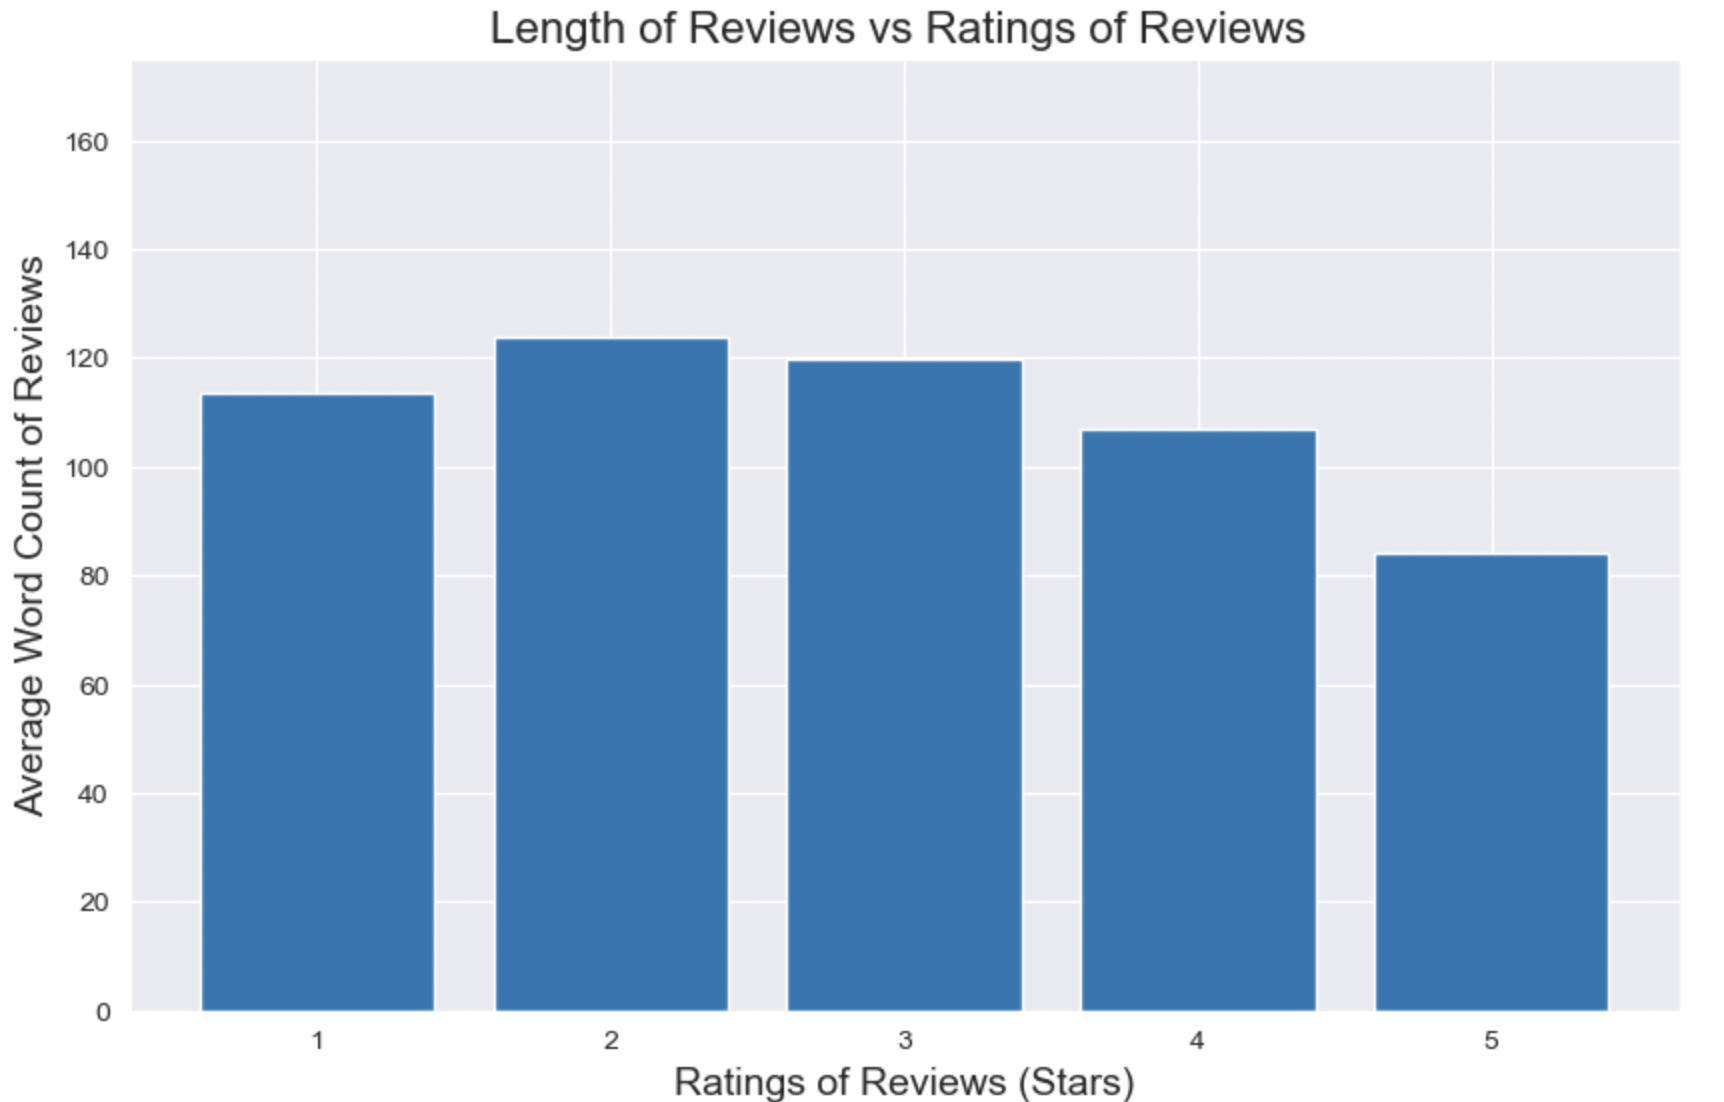 Length of Reviews vs Ratings of Reviews
Average Word Count of Reviews
160
140
120
100
80
60
40
20
0
1 2 3 4 5
Ratings of Reviews (Stars)